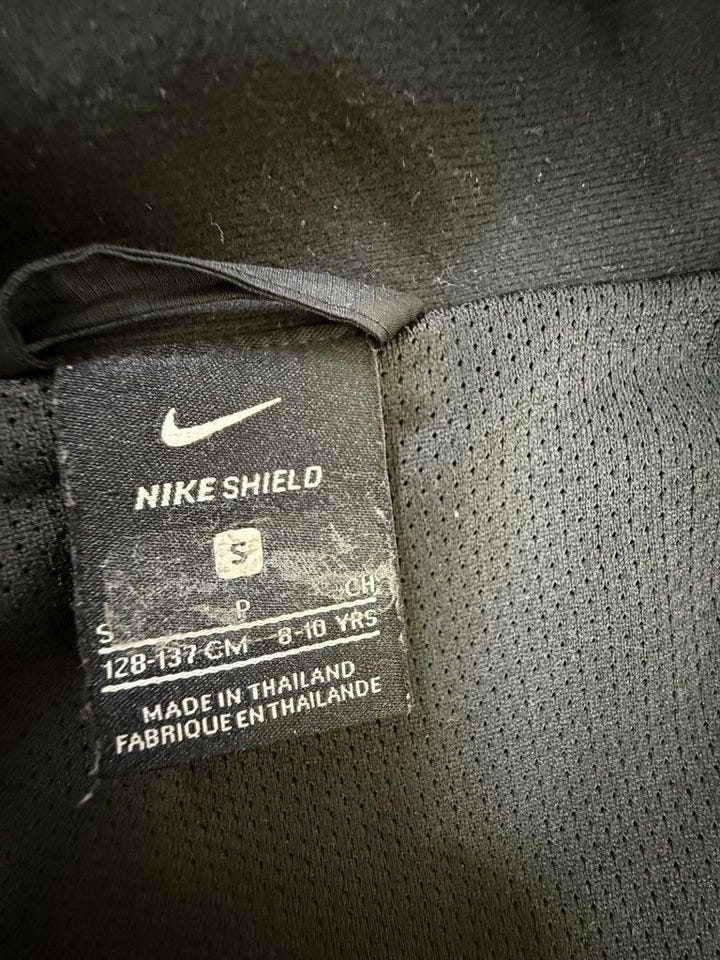 NIKE SHIELD
S
S P CH
128-137 CM 8-10 YRS
MADE IN THAILAND
FABRIQUE EN THAILANDE